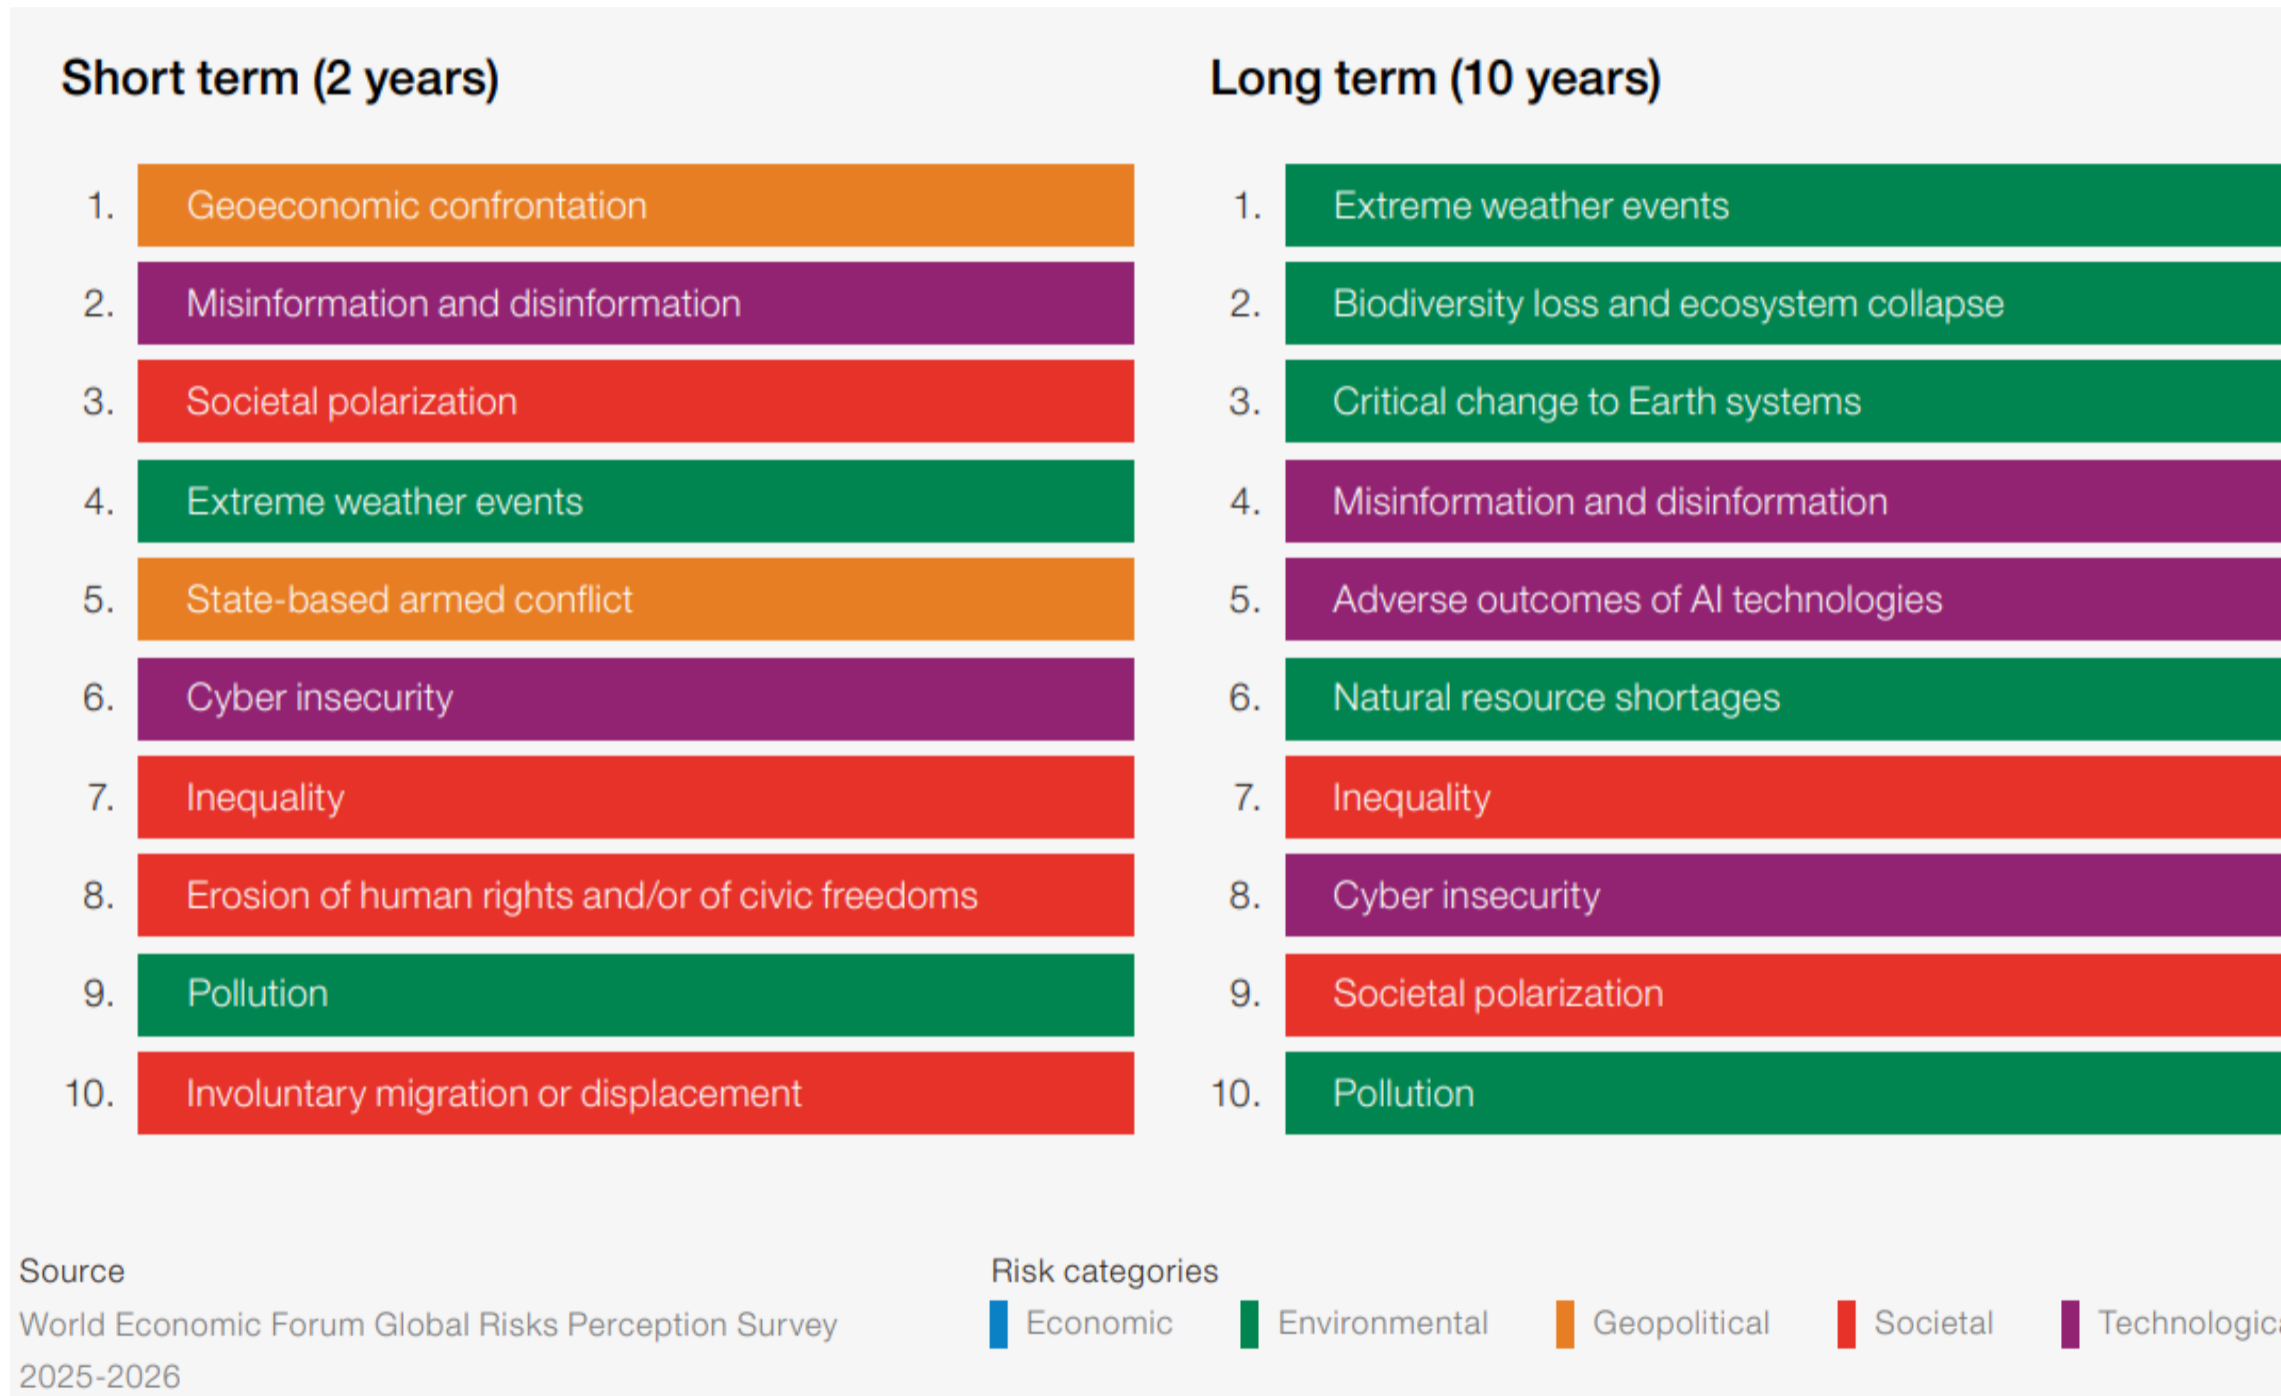 Short term (2 years)
1. Geoeconomic confrontation
2. Misinformation and disinformation
3. Societal polarization
4. Extreme weather events
5. State-based armed conflict
6. Cyber insecurity
7. Inequality
8. Erosion of human rights and/or of civic freedoms
9. Pollution
10. Involuntary migration or displacement
Long term (10 years)
1. Extreme weather events
2. Biodiversity loss and ecosystem collapse
3. Critical change to Earth systems
4. Misinformation and disinformation
5. Adverse outcomes of AI technologies
6. Natural resource shortages
7. Inequality
8. Cyber insecurity
9. Societal polarization
10. Pollution
Source
World Economic Forum Global Risks Perception Survey
2025-2026
Risk categories
Economic Environmental Geopolitical Societal